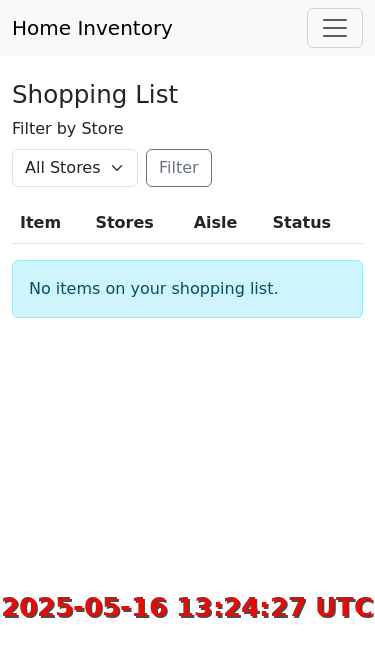 Home Inventory
Shopping List
Filter by Store
All Stores Filter
Item Stores Aisle Status
No items on your shopping list.
2025-05-16 13:24:27 UTC